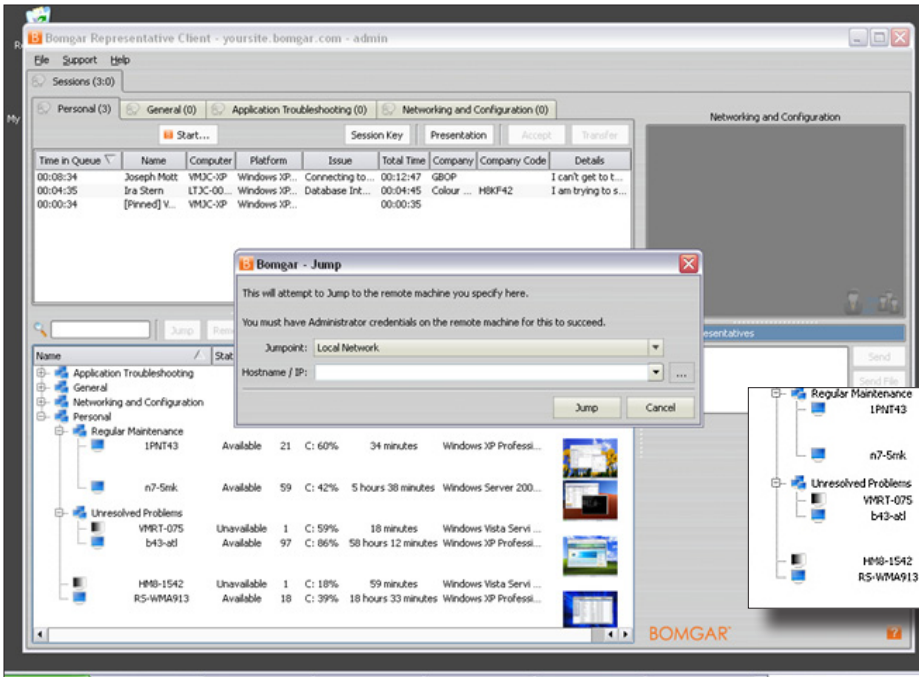 Bomgar Representative Client - yoursite.bomgar.com - admin
File Support Help
Sessions (3:0)
Personal (3) General (0) Application Troubleshooting (0) Networking and Configuration (0)
Networking and Configuration
Start... Session Key Presentation Accept Transfer
Time in Queue Name Computer Platform Issue Total Time Company Company Code Details
00:08:34 Joseph Mott VMJC-XP Windows XP... Connecting to... 00:12:47 GBOP I can't get to t...
00:04:35 Ira Stern LTJC-00... Windows XP... Database Int... 00:04:45 Colour ... H8KF42 I am trying to s...
00:00:34 [Pinned] V... VMJC-XP Windows XP... 00:00:35
Bomgar - Jump
This will attempt to Jump to the remote machine you specify here.
You must have Administrator credentials on the remote machine for this to succeed.
Jumpoint: Local Network
Hostname / IP: ...
Jump Cancel
Jump Rem
esentatives
Send
Send File
Name Stat
Application Troubleshooting
General
Networking and Configuration
Personal
Regular Maintenance
1PNT43 Available 21 C: 60% 34 minutes Windows XP Professi...
n7-5mk Available 59 C: 42% 5 hours 38 minutes Windows Server 200...
Unresolved Problems
VMRT-075 Unavailable 1 C: 59% 18 minutes Windows Vista Servi ...
b43-atl Available 97 C: 86% 58 hours 12 minutes Windows XP Professi...
HM8-1542 Unavailable 1 C: 18% 59 minutes Windows Vista Servi ...
RS-WMA913 Available 18 C: 39% 18 hours 33 minutes Windows XP Professi...
Regular Maintenance
1PNT43
n7-5mk
Unresolved Problems
VMRT-075
b43-atl
HM8-1542
RS-WMA913
BOMGAR
My